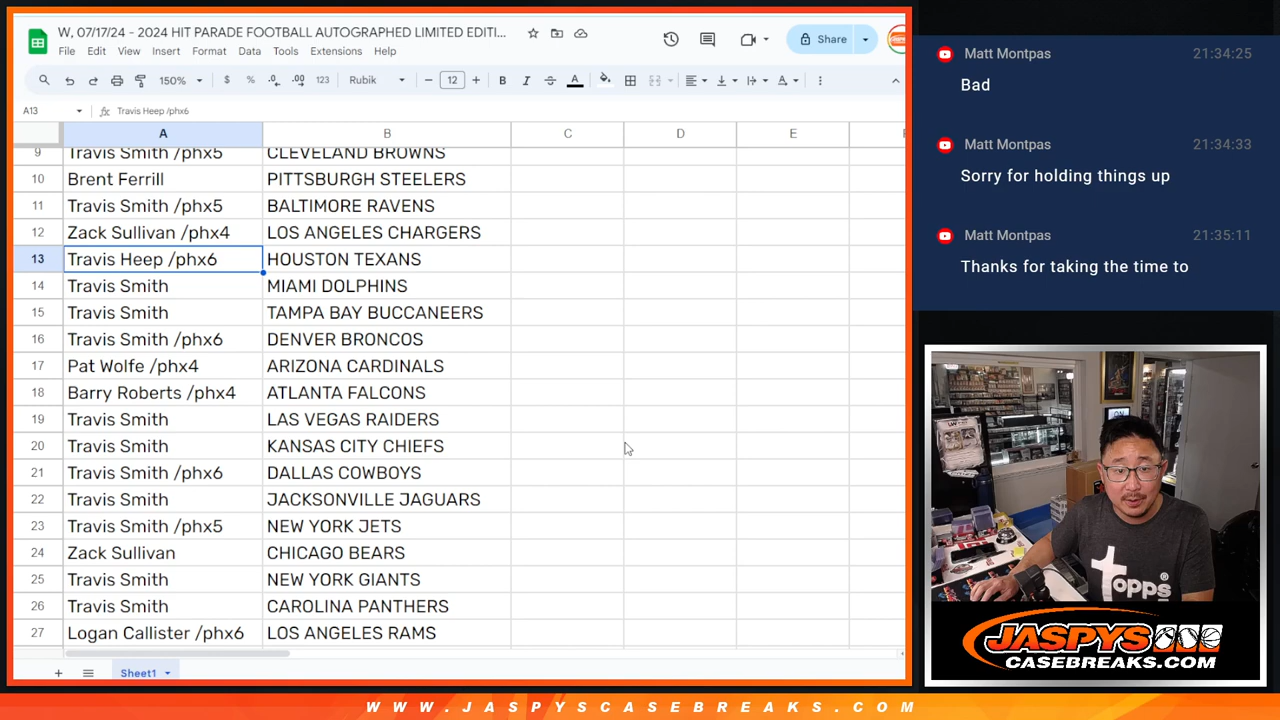 W, 07/17/24 - 2024 HIT PARADE FOOTBALL AUTOGRAPHED LIMITED EDITI...
File Edit View Insert Format Data Tools Extensions Help
Share
150% $ % .0 .00 123 Rubik - 12 + B I S A
A13 fx Travis Heep /phx6
A B C D E
9 Travis Smith /phx5 CLEVELAND BROWNS
10 Brent Ferrill PITTSBURGH STEELERS
11 Travis Smith /phx5 BALTIMORE RAVENS
12 Zack Sullivan /phx4 LOS ANGELES CHARGERS
13 Travis Heep /phx6 HOUSTON TEXANS
14 Travis Smith MIAMI DOLPHINS
15 Travis Smith TAMPA BAY BUCCANEERS
16 Travis Smith /phx6 DENVER BRONCOS
17 Pat Wolfe /phx4 ARIZONA CARDINALS
18 Barry Roberts /phx4 ATLANTA FALCONS
19 Travis Smith LAS VEGAS RAIDERS
20 Travis Smith KANSAS CITY CHIEFS
21 Travis Smith /phx6 DALLAS COWBOYS
22 Travis Smith JACKSONVILLE JAGUARS
23 Travis Smith /phx5 NEW YORK JETS
24 Zack Sullivan CHICAGO BEARS
25 Travis Smith NEW YORK GIANTS
26 Travis Smith CAROLINA PANTHERS
27 Logan Callister /phx6 LOS ANGELES RAMS
Sheet1
Matt Montpas 21:34:25
Bad
Matt Montpas 21:34:33
Sorry for holding things up
Matt Montpas 21:35:11
Thanks for taking the time to
ON
topps
JASPYS
CASEBREAKS.COM
WWW.JASPYSCASEBREAKS.COM